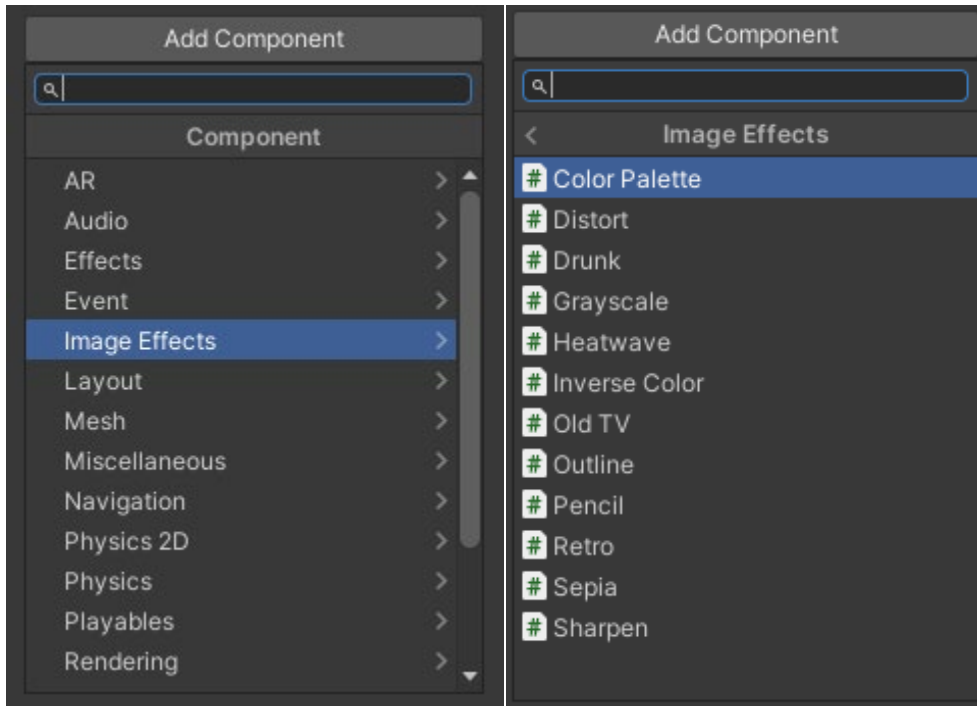 Add Component
Component
AR
Audio
Effects
Event
Image Effects
Layout
Mesh
Miscellaneous
Navigation
Physics 2D
Physics
Playables
Rendering
Add Component
Image Effects
# Color Palette
# Distort
# Drunk
# Grayscale
# Heatwave
# Inverse Color
# Old TV
# Outline
# Pencil
# Retro
# Sepia
# Sharpen